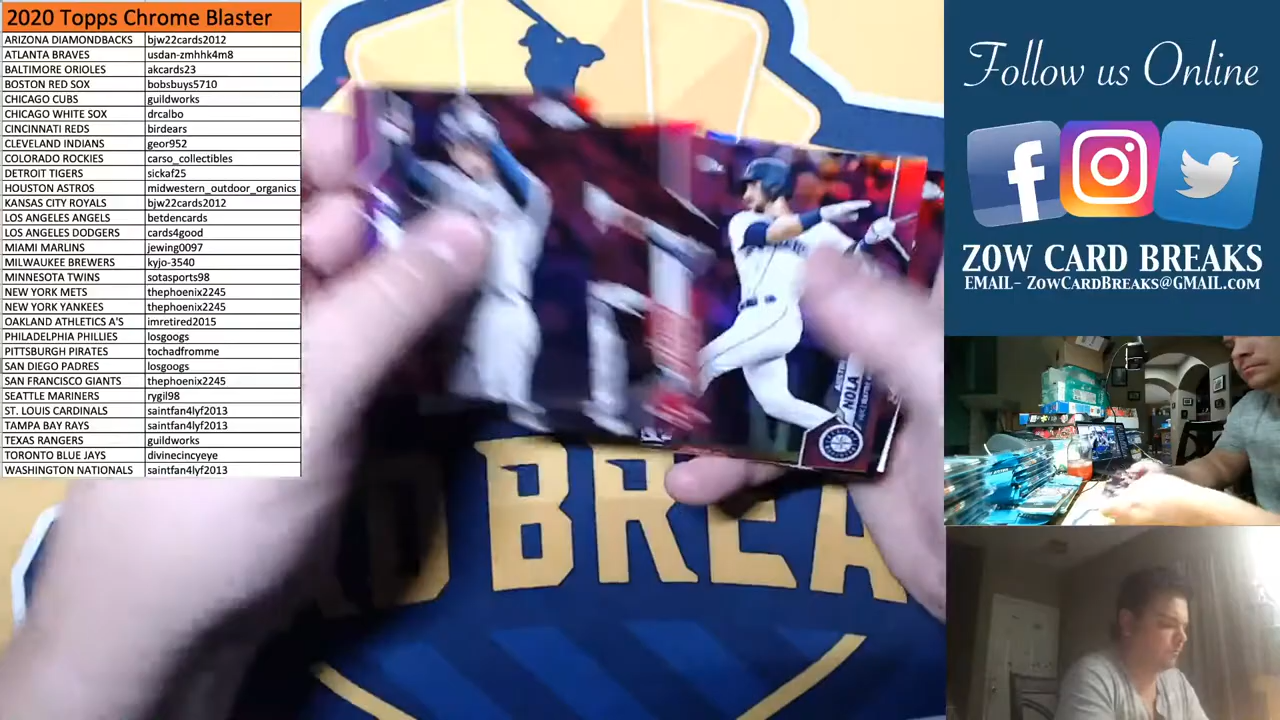 2020 Topps Chrome Blaster
ARIZONA DIAMONDBACKS bjw22cards2012
ATLANTA BRAVES usdan-zmhhk4m8
BALTIMORE ORIOLES akcards23
BOSTON RED SOX bobsbuys5710
CHICAGO CUBS guildworks
CHICAGO WHITE SOX drcalbo
CINCINNATI REDS birdears
CLEVELAND INDIANS geor952
COLORADO ROCKIES carso_collectibles
DETROIT TIGERS sickaf25
HOUSTON ASTROS midwestern_outdoor_organics
KANSAS CITY ROYALS bjw22cards2012
LOS ANGELES ANGELS betdencards
LOS ANGELES DODGERS cards4good
MIAMI MARLINS jewing0097
MILWAUKEE BREWERS kyjo-3540
MINNESOTA TWINS sotasports98
NEW YORK METS thephoenix2245
NEW YORK YANKEES thephoenix2245
OAKLAND ATHLETICS A'S imretired2015
PHILADELPHIA PHILLIES losgoogs
PITTSBURGH PIRATES tochadfromme
SAN DIEGO PADRES losgoogs
SAN FRANCISCO GIANTS thephoenix2245
SEATTLE MARINERS rygil98
ST. LOUIS CARDINALS saintfan4lyf2013
TAMPA BAY RAYS saintfan4lyf2013
TEXAS RANGERS guildworks
TORONTO BLUE JAYS divinecincyeye
WASHINGTON NATIONALS saintfan4lyf2013
NOLA
BREA
Follow us Online
ZOW CARD BREAKS
EMAIL- ZOWCARDBREAKS@GMAIL.COM